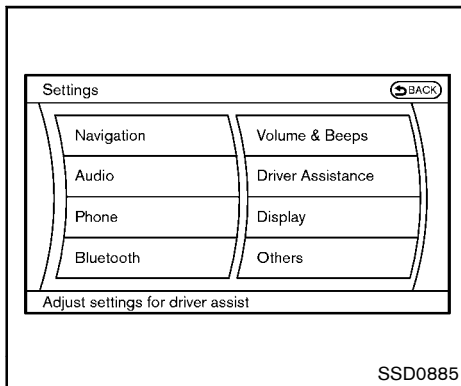 Settings
BACK
Navigation
Audio
Phone
Bluetooth
Volume & Beeps
Driver Assistance
Display
Others
Adjust settings for driver assist
SSD0885